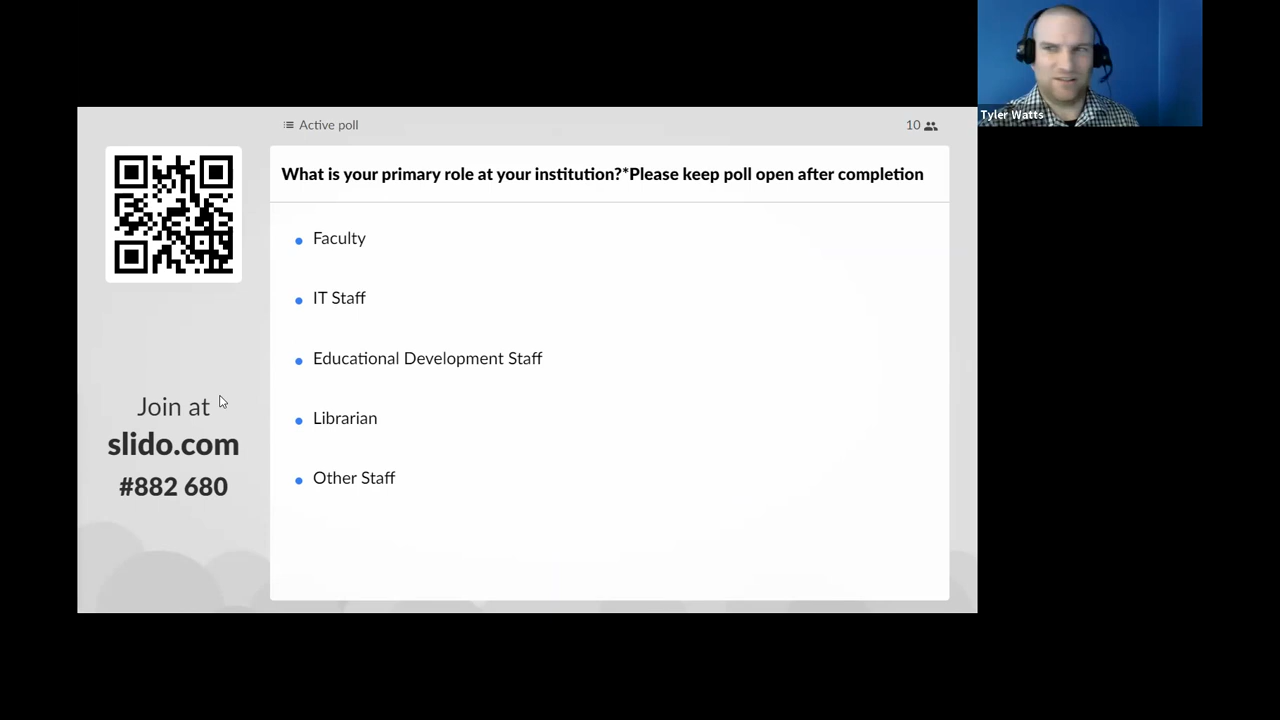 Active poll
10
What is your primary role at your institution?*Please keep poll open after completion
Faculty
IT Staff
Educational Development Staff
Librarian
Other Staff
Join at
slido.com
#882 680
Tyler Watts